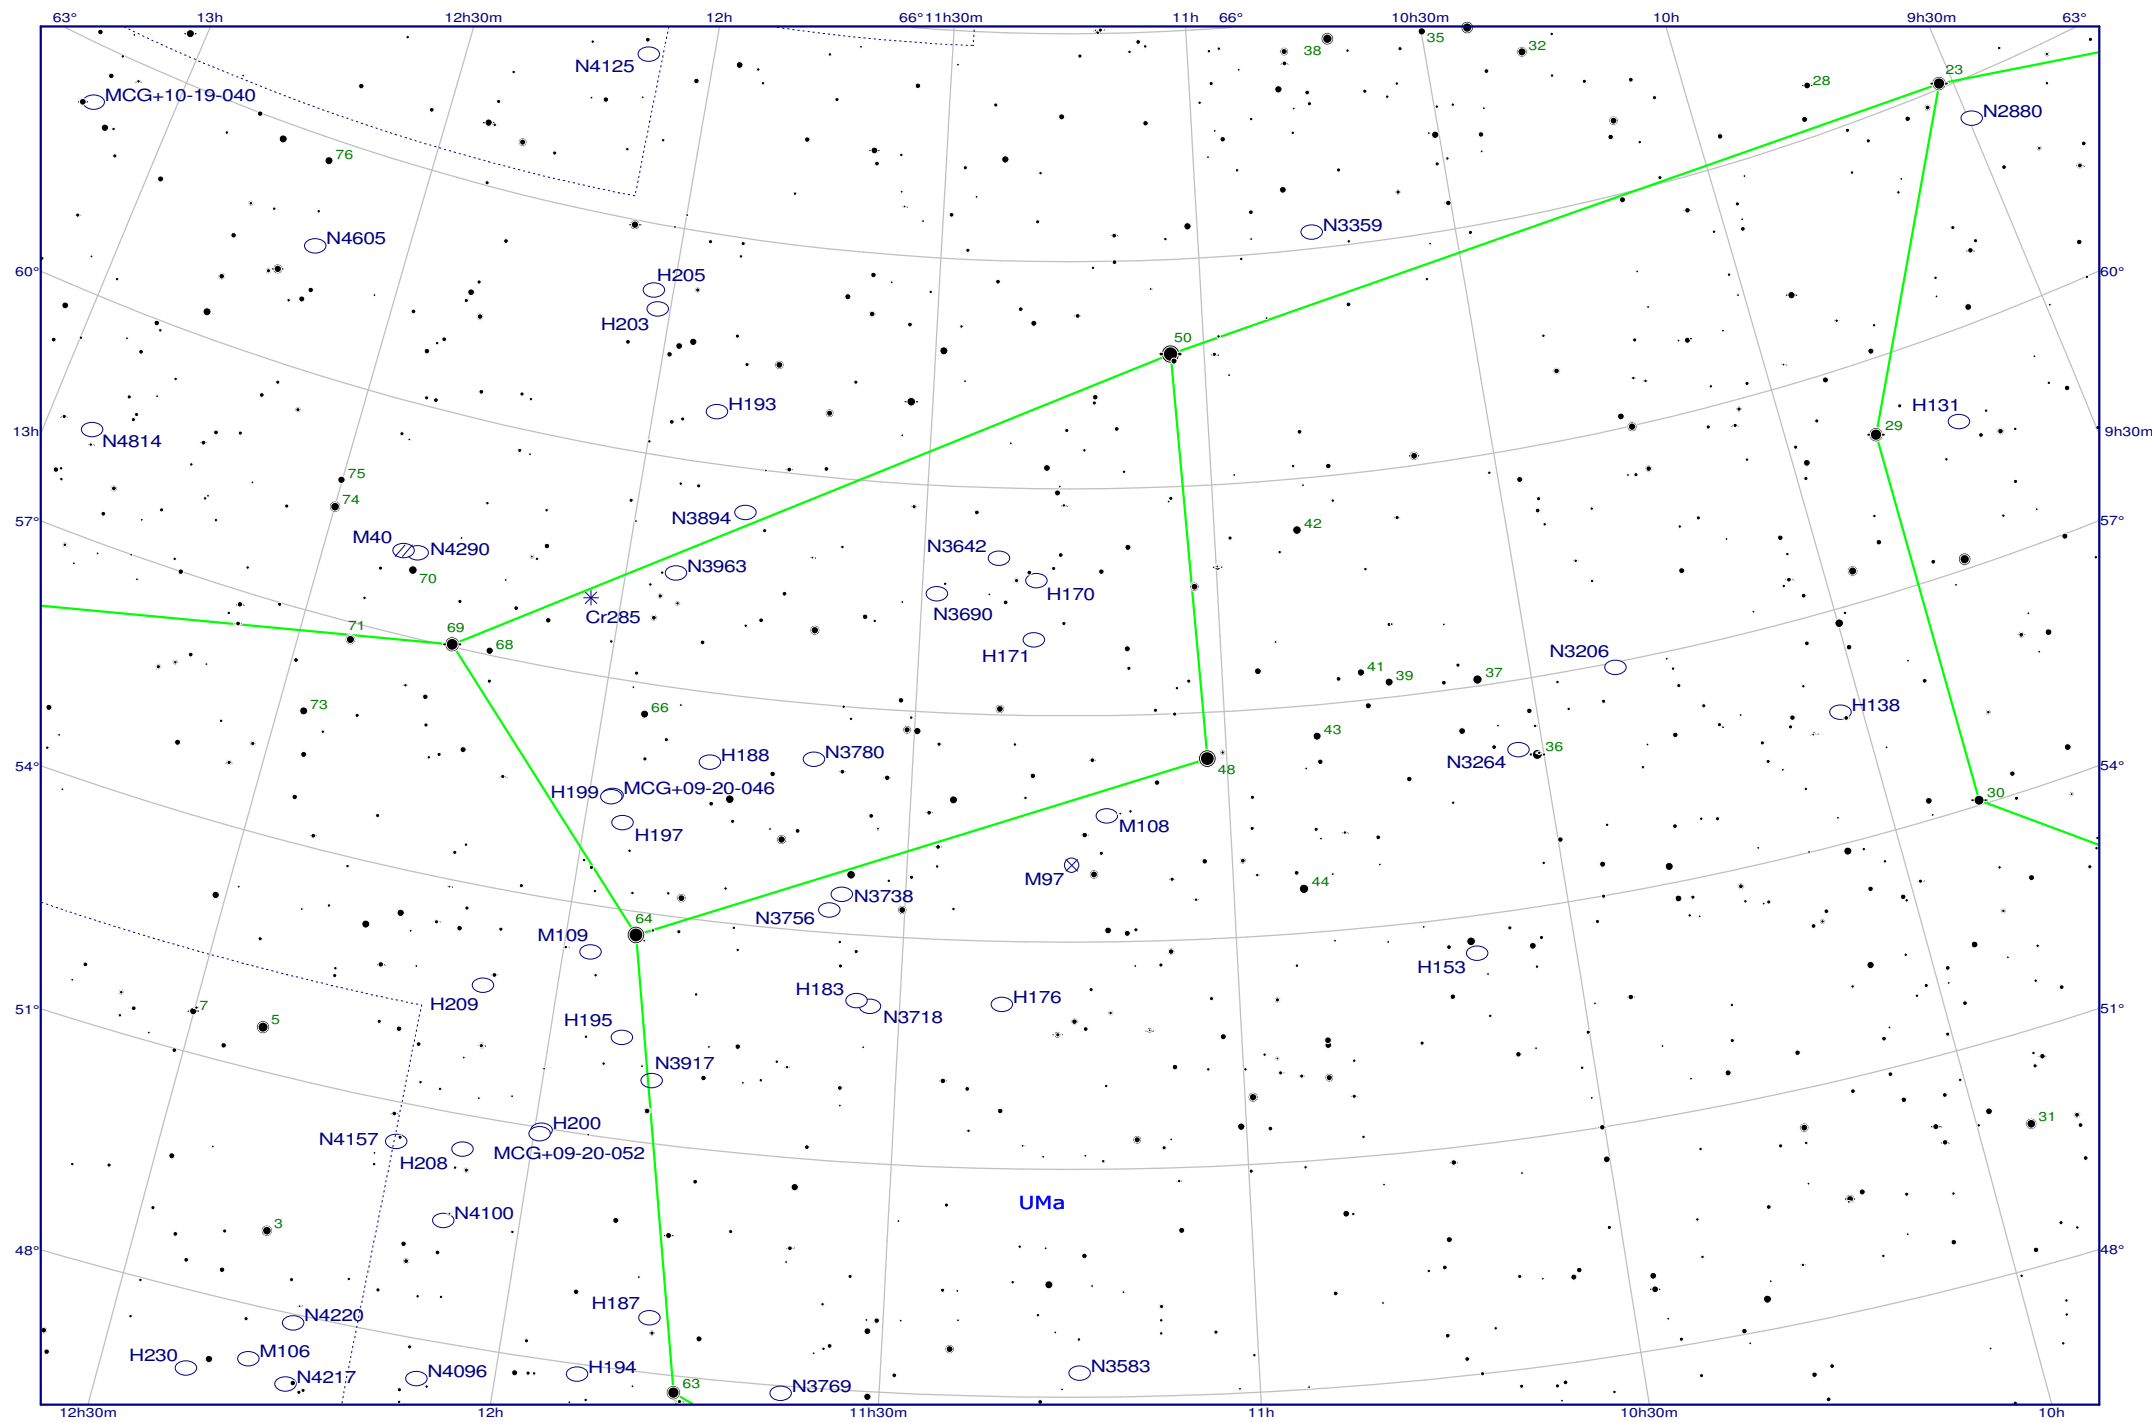 63° 13h 12h30m 12h 66° 11h30m 11h 66° 10h30m 10h 9h30m 63°
38 35 32
N4125
23
28
MCG+10-19-040
N2880
76
N3359
N4605
60° 60°
H205
H203
50
H193
H131
13h 29 9h30m
N4814
75
74
N3894
57° 42 57°
M40 N4290
N3642
70
N3963
H170
N3690
Cr285
71 69
68
H171
N3206
41 39 37
73 66
H138
43
N3780
H188
36
N3264
54° 48 54°
H199 MCG+09-20-046
30
M108
H197
M97
44
N3738
N3756
64
M109
H153
H209
H183 H176
7
N3718
51° 51°
5
H195
N3917
31
H200
N4157
MCG+09-20-052
H208
UMa
N4100
3
48° 48°
H187
N4220
M106
H230
H194
N3583
N4096
N4217
63
N3769
12h30m 12h 11h30m 11h 10h30m 10h